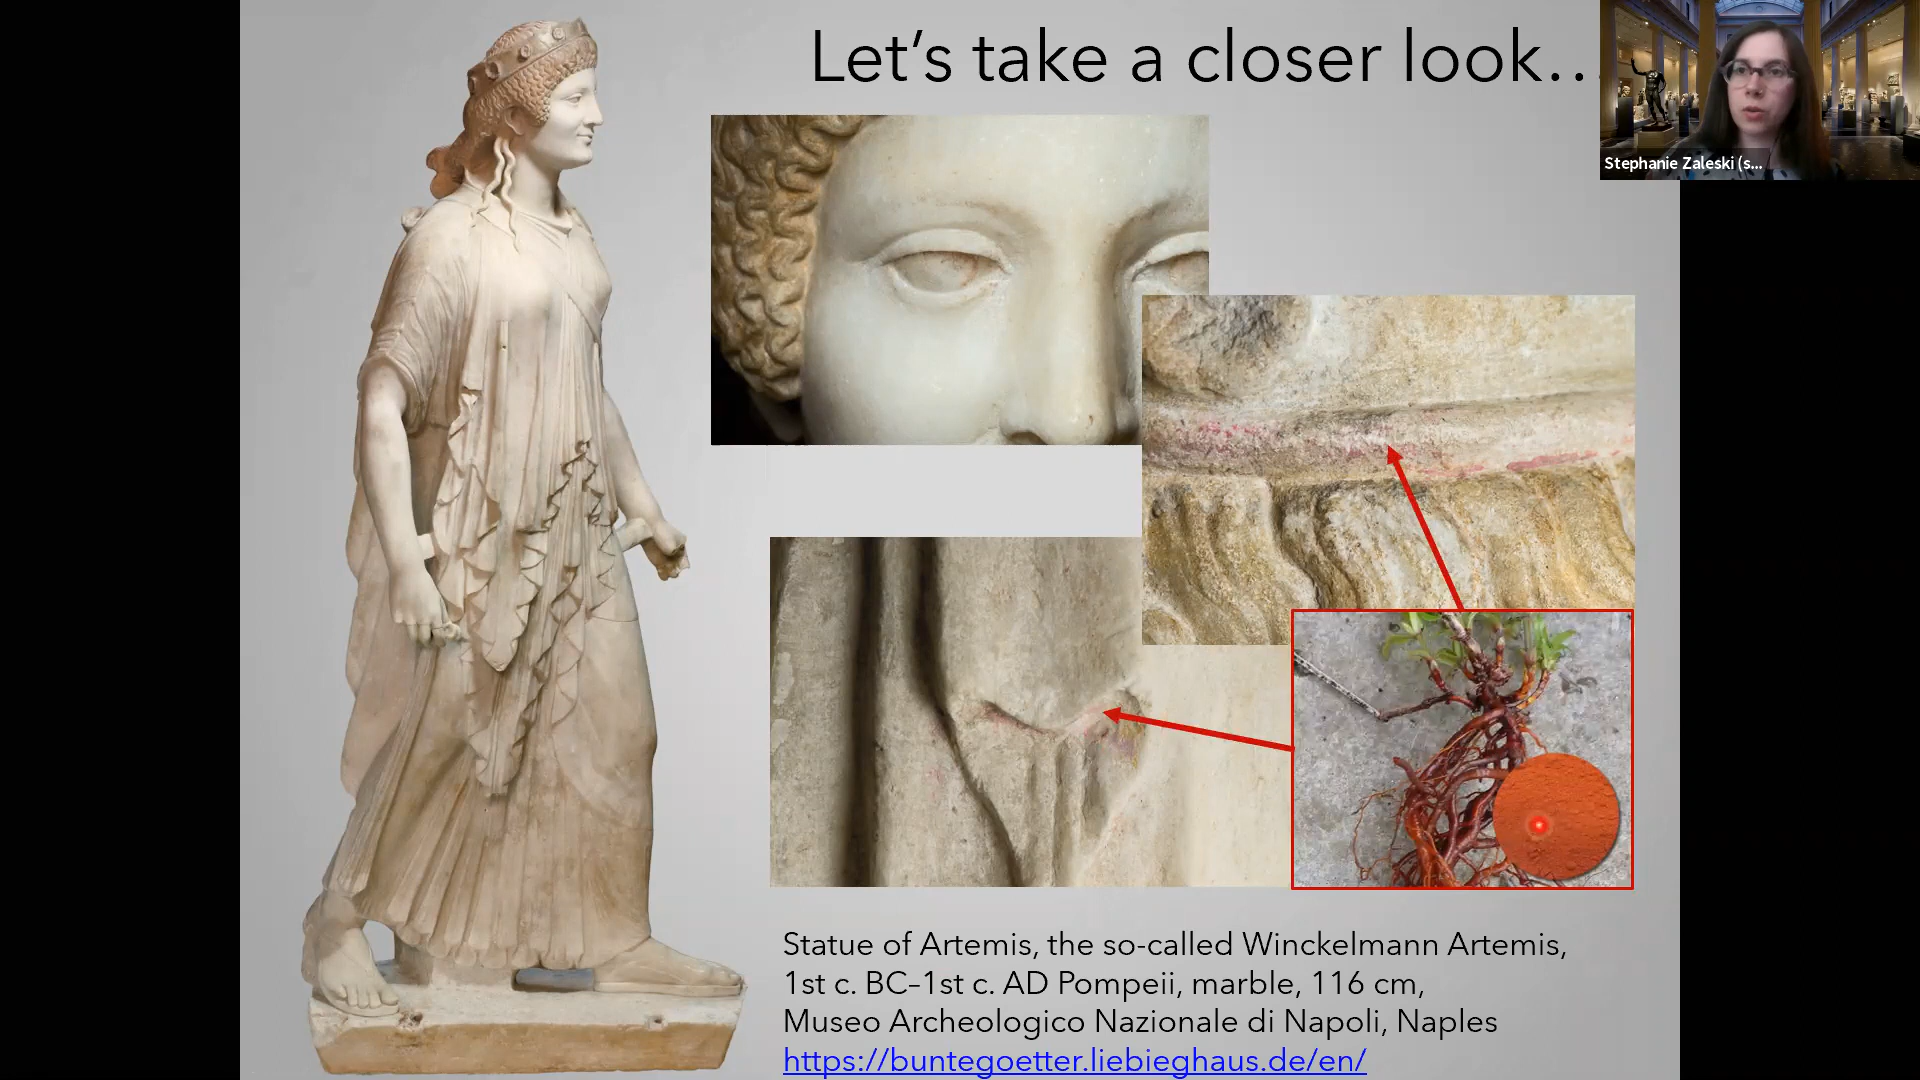 Let’s take a closer look…
Stephanie Zaleski (s...
Statue of Artemis, the so-called Winckelmann Artemis,
1st c. BC–1st c. AD Pompeii, marble, 116 cm,
Museo Archeologico Nazionale di Napoli, Naples
https://buntegoetter.liebieghaus.de/en/